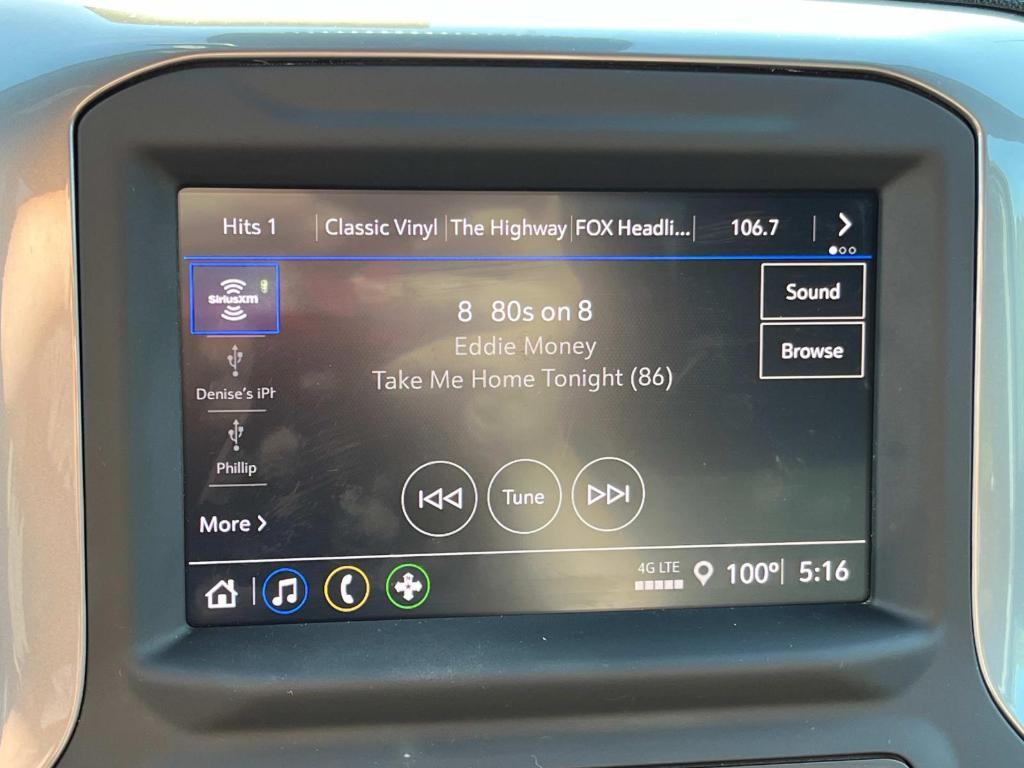 Hits 1
Classic Vinyl
The Highway
FOX Headli...
106.7
SiriusXM
8 80s on 8
Eddie Money
Take Me Home Tonight (86)
Sound
Browse
Denise's iPh
Phillip
More
Tune
4G LTE
100°
5:16